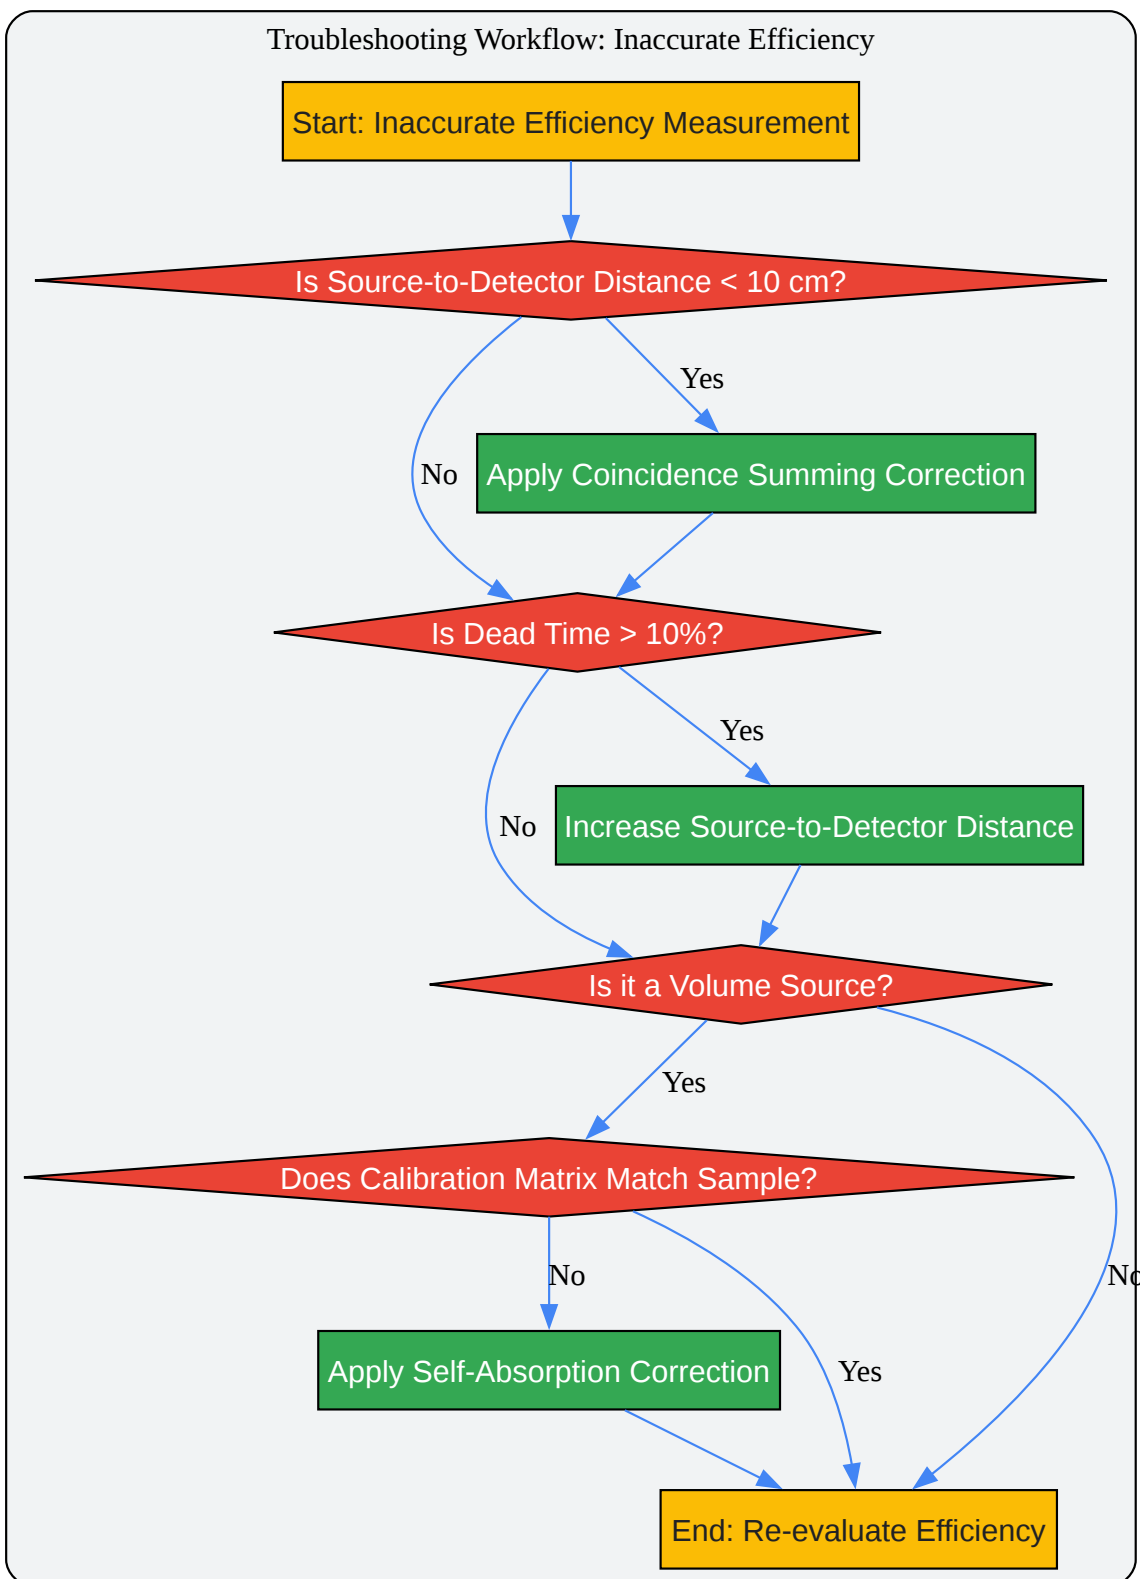 Troubleshooting Workflow: Inaccurate Efficiency
Start: Inaccurate Efficiency Measurement
Is Source-to-Detector Distance < 10 cm?
Yes
No
Apply Coincidence Summing Correction
Is Dead Time > 10%?
Yes
No
Increase Source-to-Detector Distance
Is it a Volume Source?
Yes
Does Calibration Matrix Match Sample?
No
No
Apply Self-Absorption Correction
Yes
End: Re-evaluate Efficiency